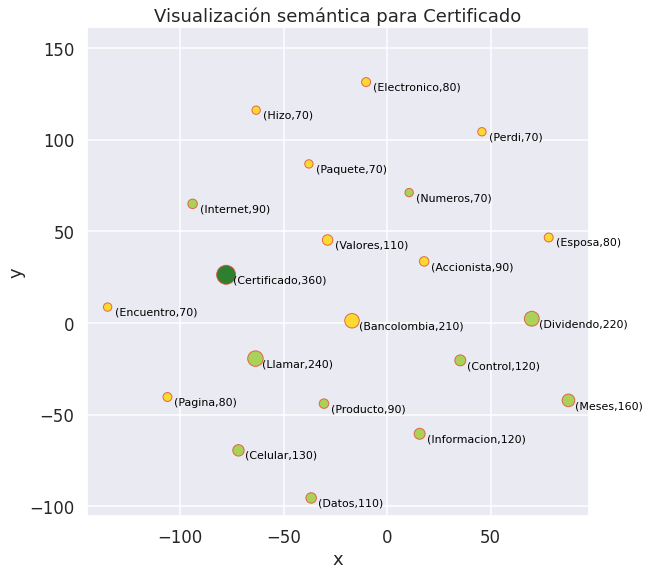 Visualización semántica para Certificado
150
(Electronico,80)
(Hizo,70)
100
(Perdi,70)
(Paquete,70)
(Numeros,70)
(Internet,90)
50
(Valores,110)
(Esposa,80)
(Accionista,90)
y
(Certificado,360)
(Encuentro,70)
0
(Bancolombia,210)
(Dividendo,220)
(Llamar,240)
(Control,120)
(Pagina,80)
(Producto,90)
(Meses,160)
−50
(Informacion,120)
(Celular,130)
(Datos,110)
−100
−100 −50 0 50
x